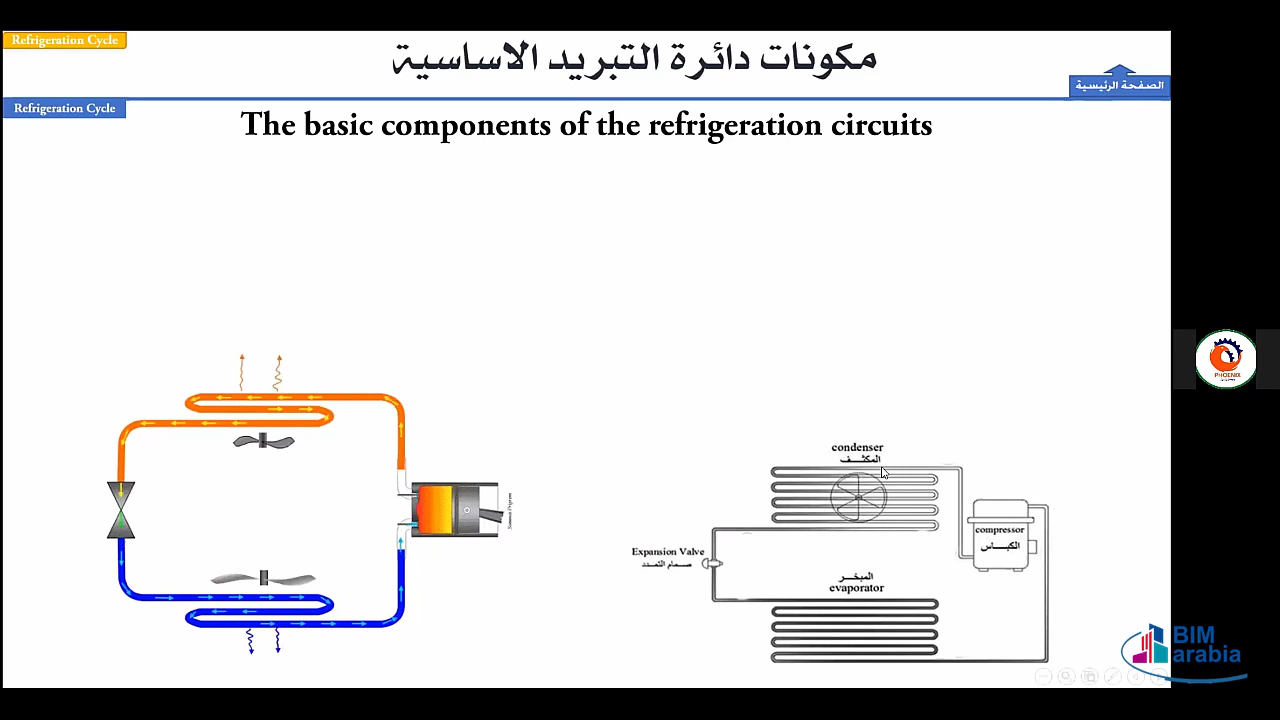 Refrigeration Cycle
مكونات دائرة التبريد الاساسية
الصفحة الرئيسية
Refrigeration Cycle
The basic components of the refrigeration circuits
condenser
المكثف
compressor
الكباس
Expansion Valve
صمام التمدد
المبخر
evaporator
PHOENIX
BIM
arabia